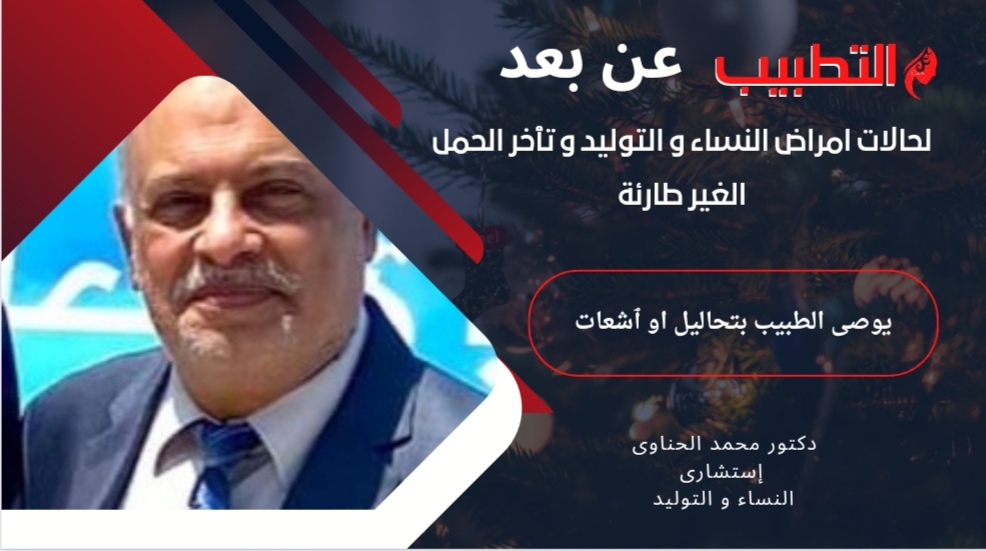 التطبيب عن بعد
لحالات امراض النساء و التوليد و تأخر الحمل
الغير طارئة
يوصى الطبيب بتحاليل او آشعات
دكتور محمد الحناوى
إستشارى
النساء و التوليد